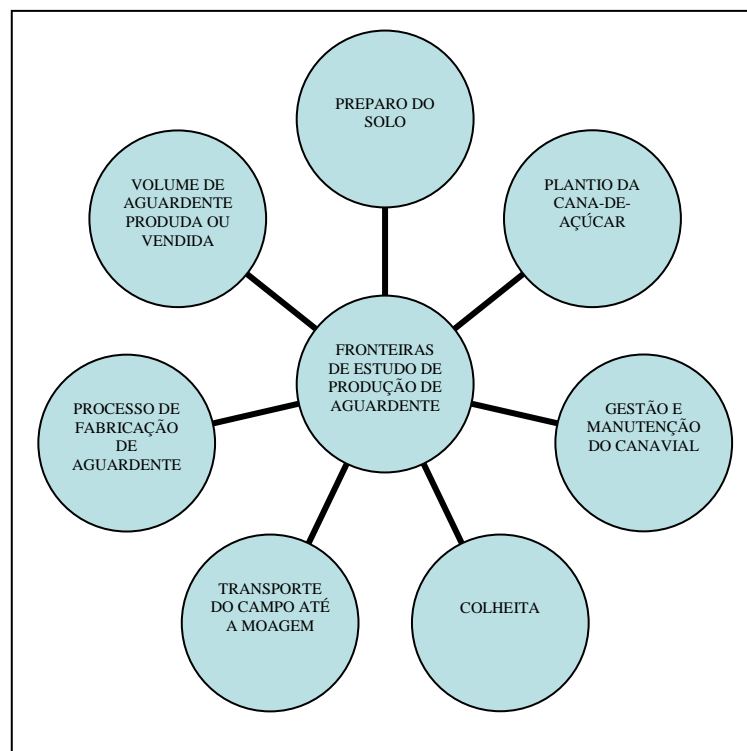 PREPARO DO
SOLO
PLANTIO DA
CANA-DE-
AÇÚCAR
GESTÃO E
MANUTENÇÃO
DO CANAVIAL
COLHEITA
TRANSPORTE
DO CAMPO ATÉ
A MOAGEM
PROCESSO DE
FABRICAÇÃO
DE
AGUARDENTE
VOLUME DE
AGUARDENTE
PRODUDA OU
VENDIDA
FRONTEIRAS
DE ESTUDO DE
PRODUÇÃO DE
AGUARDENTE